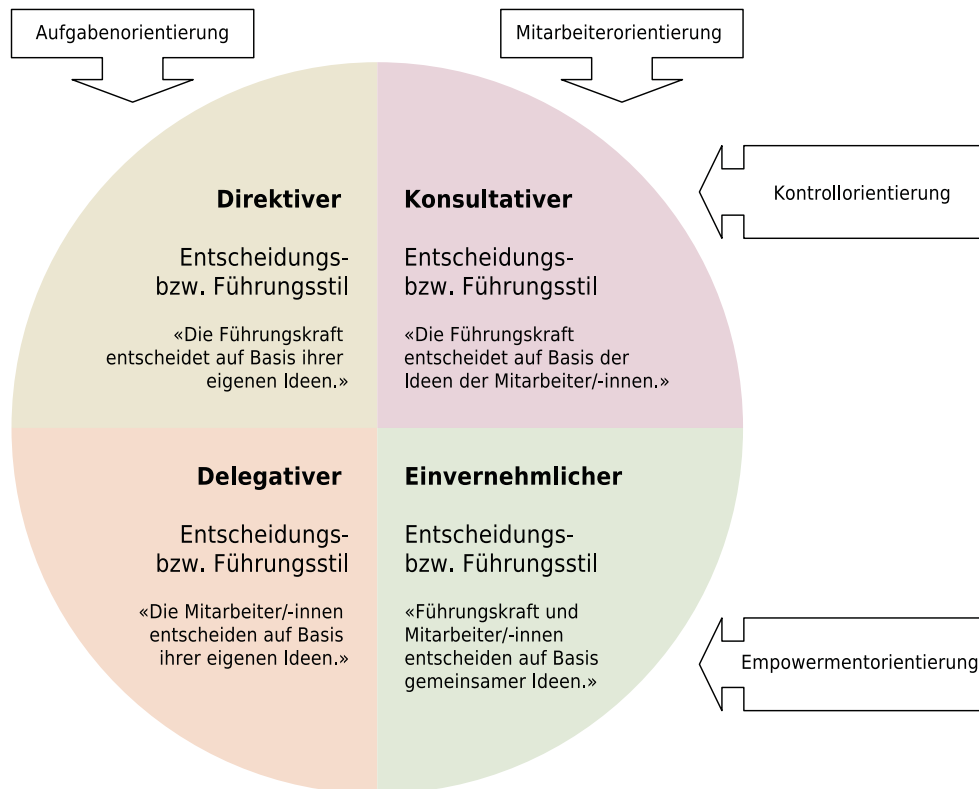 Aufgabenorientierung
Mitarbeiterorientierung
Kontrollorientierung
Direktiver
Entscheidungs-
bzw. Führungsstil
«Die Führungskraft
entscheidet auf Basis ihrer
eigenen Ideen.»
Konsultativer
Entscheidungs-
bzw. Führungsstil
«Die Führungskraft
entscheidet auf Basis der
Ideen der Mitarbeiter/-innen.»
Delegativer
Entscheidungs-
bzw. Führungsstil
«Die Mitarbeiter/-innen
entscheiden auf Basis
ihrer eigenen Ideen.»
Einvernehmlicher
Entscheidungs-
bzw. Führungsstil
«Führungskraft und
Mitarbeiter/-innen
entscheiden auf Basis
gemeinsamer Ideen.»
Empowermentorientierung